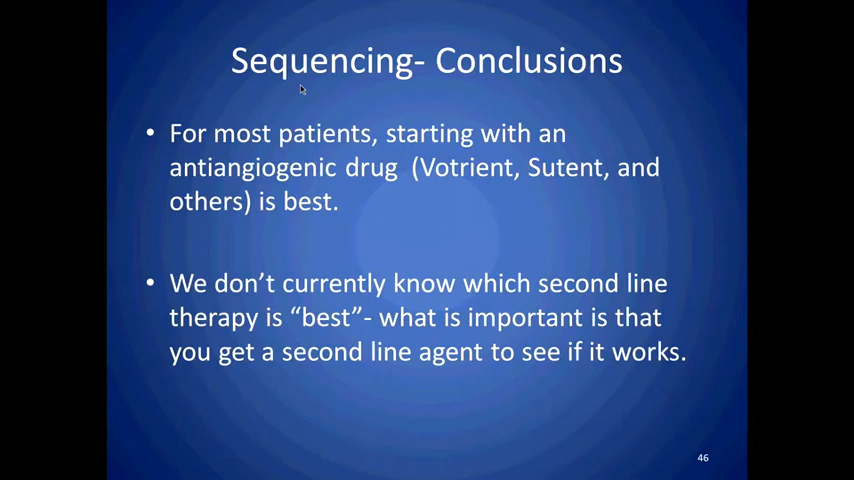 Sequencing- Conclusions
• For most patients, starting with an
antiangiogenic drug (Votrient, Sutent, and
others) is best.
• We don’t currently know which second line
therapy is “best”- what is important is that
you get a second line agent to see if it works.
46